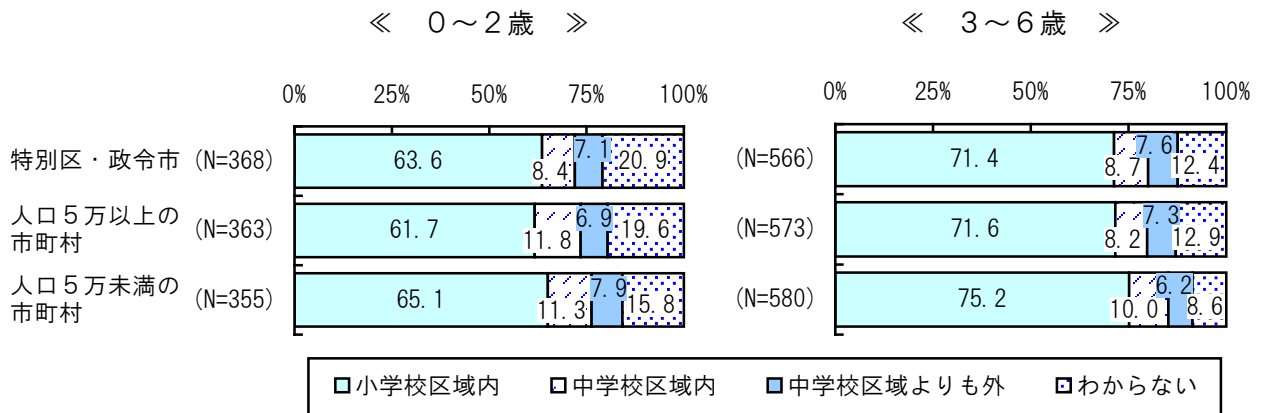 ≪ ０～２歳 ≫ ≪ ３～６歳 ≫
0% 25% 50% 75% 100% 0% 25% 50% 75% 100%
特別区・政令市 (N=368) 63.6 8.4 7.1 20.9 (N=566) 71.4 8.7 7.6 12.4
人口５万以上の
市町村 (N=363) 61.7 11.8 6.9 19.6 (N=573) 71.6 8.2 7.3 12.9
人口５万未満の
市町村 (N=355) 65.1 11.3 7.9 15.8 (N=580) 75.2 10.0 6.2 8.6
小学校区域内 中学校区域内 中学校区域よりも外 わからない